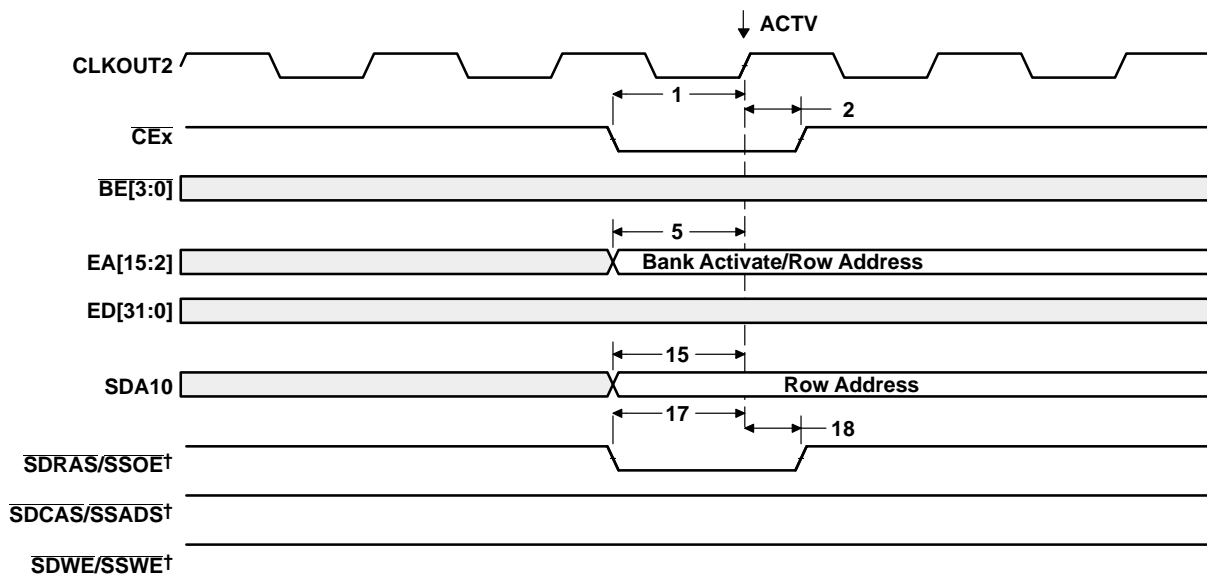 ACTV
CLKOUT2
1
2
CEx
BE[3:0]
5
EA[15:2]
Bank Activate/Row Address
ED[31:0]
15
SDA10
Row Address
17
18
SDRAS/SSOE†
SDCAS/SSADS†
SDWE/SSWE†